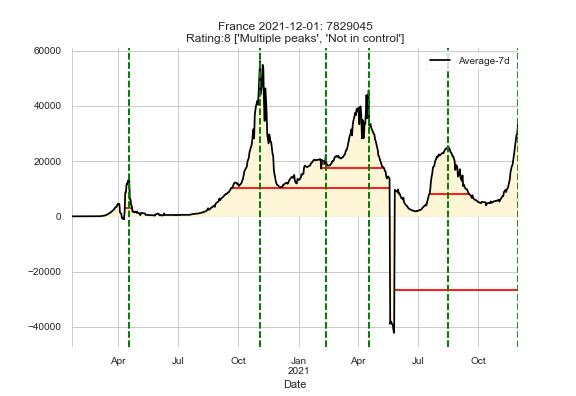 France 2021-12-01: 7829045
Rating:8 ['Multiple peaks', 'Not in control']
60000
Average-7d
40000
20000
0
−20000
−40000
Apr
Jul
Oct
Jan
2021
Apr
Jul
Oct
Date